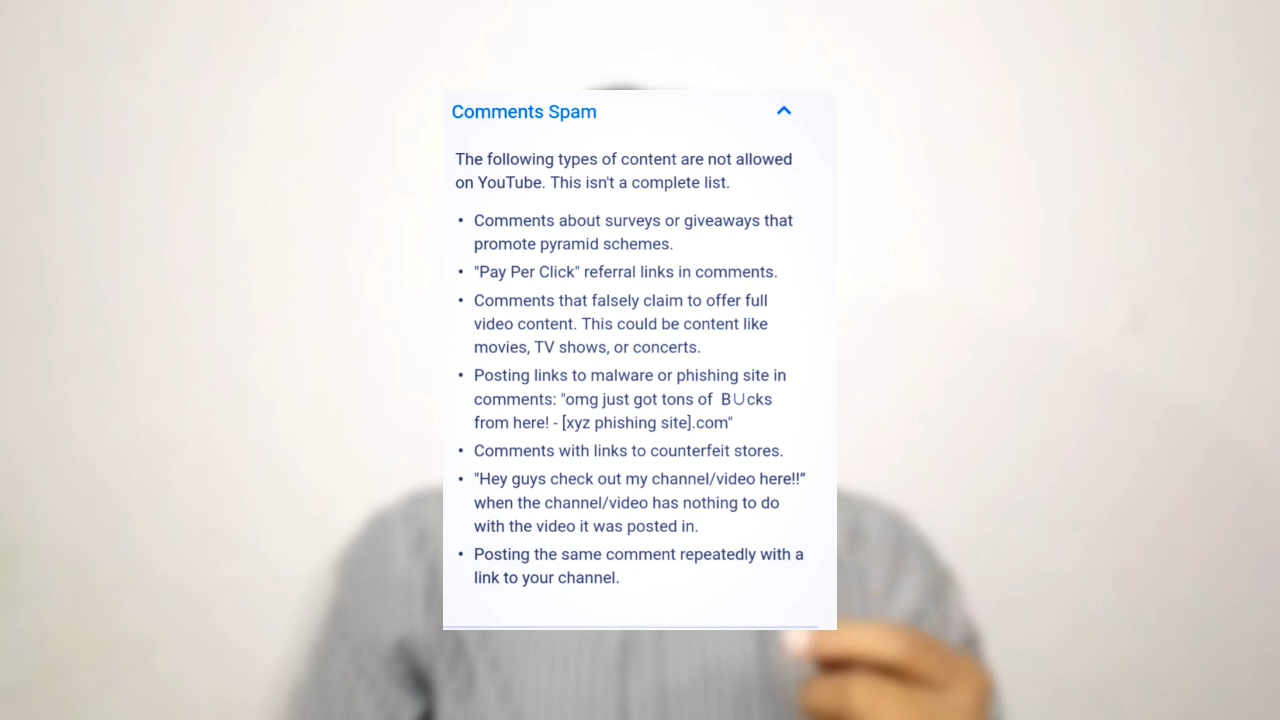 Comments Spam
The following types of content are not allowed
on YouTube. This isn't a complete list.
• Comments about surveys or giveaways that
promote pyramid schemes.
• "Pay Per Click" referral links in comments.
• Comments that falsely claim to offer full
video content. This could be content like
movies, TV shows, or concerts.
• Posting links to malware or phishing site in
comments: "omg just got tons of B∪cks
from here! - [xyz phishing site].com"
• Comments with links to counterfeit stores.
• "Hey guys check out my channel/video here!!”
when the channel/video has nothing to do
with the video it was posted in.
• Posting the same comment repeatedly with a
link to your channel.